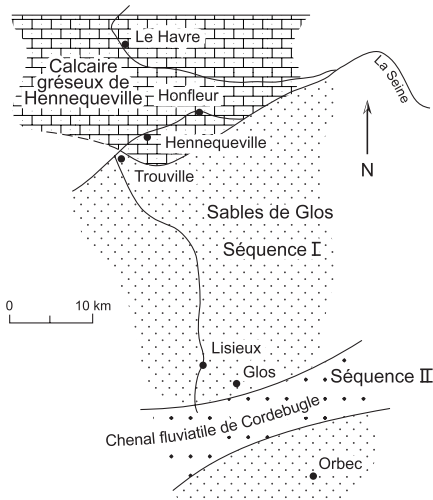 Le Havre
Calcaire
gréseux de
Hennequeville
Honfleur
La Seine
Hennequeville
N
Trouville
Sables de Glos
Séquence I
0 10 km
Lisieux
Glos
Séquence II
Chenal fluviatile de Cordebugle
Orbec